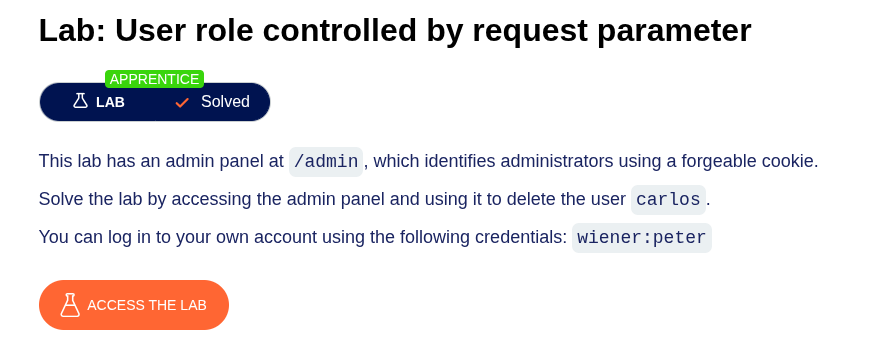 Lab: User role controlled by request parameter
APPRENTICE
LAB Solved
This lab has an admin panel at /admin, which identifies administrators using a forgeable cookie.
Solve the lab by accessing the admin panel and using it to delete the user carlos.
You can log in to your own account using the following credentials: wiener:peter
ACCESS THE LAB